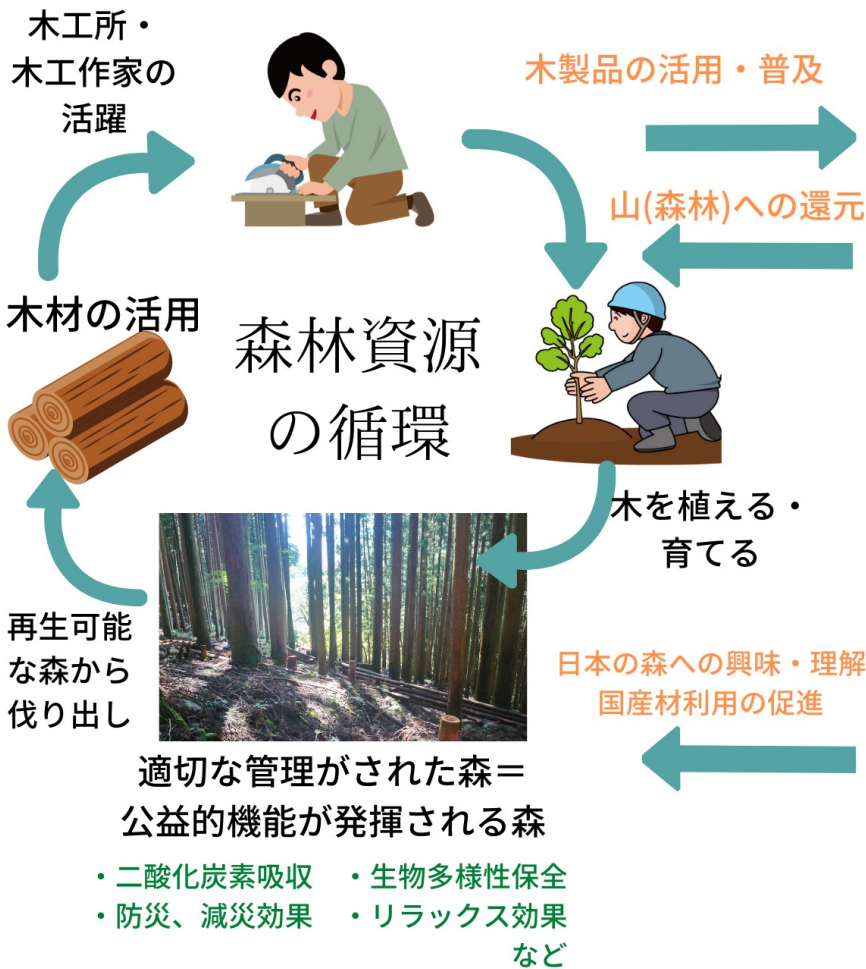 木工所・
木工作家の
活躍
木製品の活用・普及
山(森林)への還元
木材の活用
森林資源
の循環
木を植える・
育てる
再生可能
な森から
伐り出し
日本の森への興味・理解
国産材利用の促進
適切な管理がされた森＝
公益的機能が発揮される森
・二酸化炭素吸収　・生物多様性保全
・防災、減災効果　・リラックス効果
など